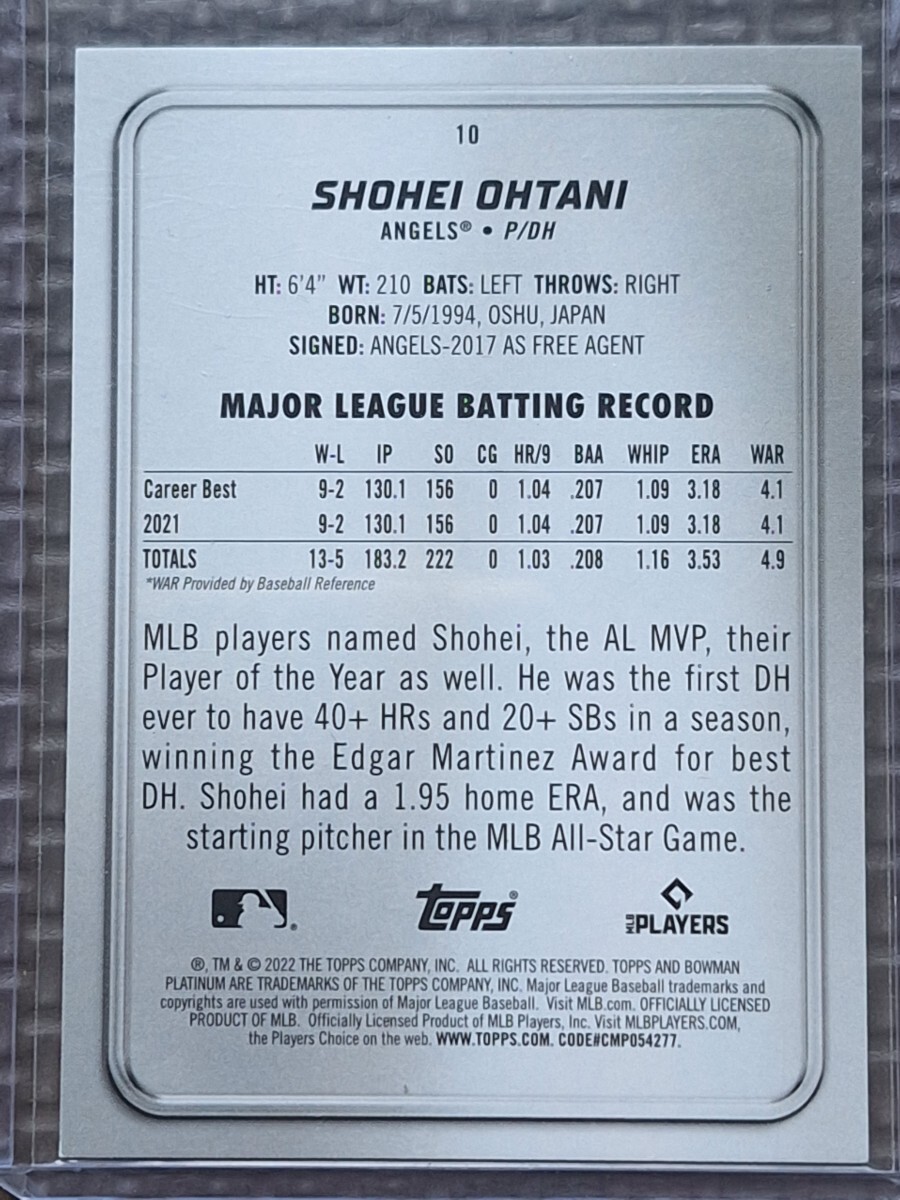 10
SHOHEI OHTANI
ANGELS® • P/DH
HT: 6'4" WT: 210 BATS: LEFT THROWS: RIGHT
BORN: 7/5/1994, OSHU, JAPAN
SIGNED: ANGELS-2017 AS FREE AGENT
MAJOR LEAGUE BATTING RECORD
W-L IP SO CG HR/9 BAA WHIP ERA WAR
Career Best 9-2 130.1 156 0 1.04 .207 1.09 3.18 4.1
2021 9-2 130.1 156 0 1.04 .207 1.09 3.18 4.1
TOTALS 13-5 183.2 222 0 1.03 .208 1.16 3.53 4.9
*WAR Provided by Baseball Reference
MLB players named Shohei, the AL MVP, their
Player of the Year as well. He was the first DH
ever to have 40+ HRs and 20+ SBs in a season,
winning the Edgar Martinez Award for best
DH. Shohei had a 1.95 home ERA, and was the
starting pitcher in the MLB All-Star Game.
® topps® MLB PLAYERS
®, TM & © 2022 THE TOPPS COMPANY, INC. ALL RIGHTS RESERVED. TOPPS AND BOWMAN
PLATINUM ARE TRADEMARKS OF THE TOPPS COMPANY, INC. Major League Baseball trademarks and
copyrights are used with permission of Major League Baseball. Visit MLB.com. OFFICIALLY LICENSED
PRODUCT OF MLB. Officially Licensed Product of MLB Players, Inc. Visit MLBPLAYERS.COM,
the Players Choice on the web. WWW.TOPPS.COM. CODE#CMP054277.